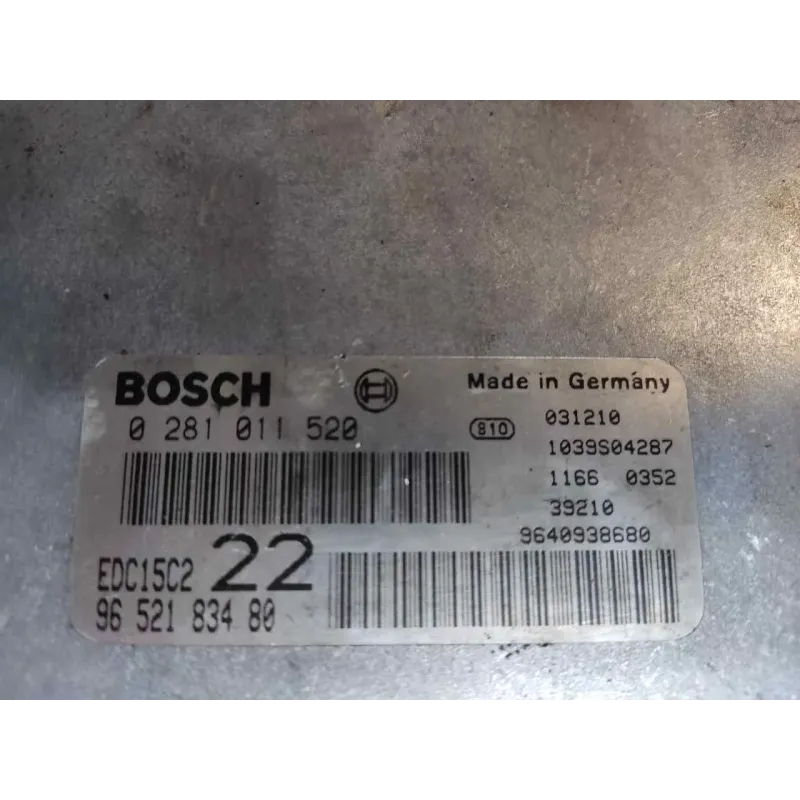 BOSCH
Made in Germany
0 281 011 520
810
031210
1039S04287
1166 0352
39210
9640938680
EDC15C2 22
96 521 834 80